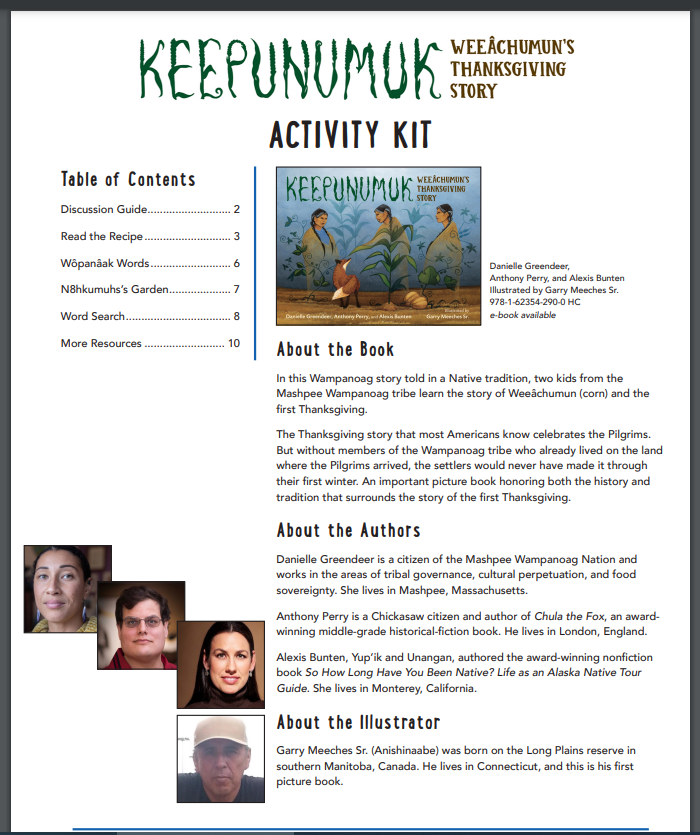 KEEPUNUMUK WEEÂCHUMUN'S
THANKSGIVING
STORY
ACTIVITY KIT
Table of Contents
Discussion Guide.......................... 2
Read the Recipe........................... 3
Wôpanâak Words......................... 6
N8hkumuhs's Garden................... 7
Word Search................................. 8
More Resources ......................... 10
KEEPUNUMUK WEEÂCHUMUN'S
THANKSGIVING
STORY
Danielle Greendeer, Anthony Perry, and Alexis Bunten
Illustrated by
Garry Meeches Sr.
Danielle Greendeer,
Anthony Perry, and Alexis Bunten
Illustrated by Garry Meeches Sr.
978-1-62354-290-0 HC
e-book available
About the Book
In this Wampanoag story told in a Native tradition, two kids from the
Mashpee Wampanoag tribe learn the story of Weeâchumun (corn) and the
first Thanksgiving.
The Thanksgiving story that most Americans know celebrates the Pilgrims.
But without members of the Wampanoag tribe who already lived on the land
where the Pilgrims arrived, the settlers would never have made it through
their first winter. An important picture book honoring both the history and
tradition that surrounds the story of the first Thanksgiving.
About the Authors
Danielle Greendeer is a citizen of the Mashpee Wampanoag Nation and
works in the areas of tribal governance, cultural perpetuation, and food
sovereignty. She lives in Mashpee, Massachusetts.
Anthony Perry is a Chickasaw citizen and author of Chula the Fox, an award-
winning middle-grade historical-fiction book. He lives in London, England.
Alexis Bunten, Yup'ik and Unangan, authored the award-winning nonfiction
book So How Long Have You Been Native? Life as an Alaska Native Tour
Guide. She lives in Monterey, California.
About the Illustrator
Garry Meeches Sr. (Anishinaabe) was born on the Long Plains reserve in
southern Manitoba, Canada. He lives in Connecticut, and this is his first
picture book.